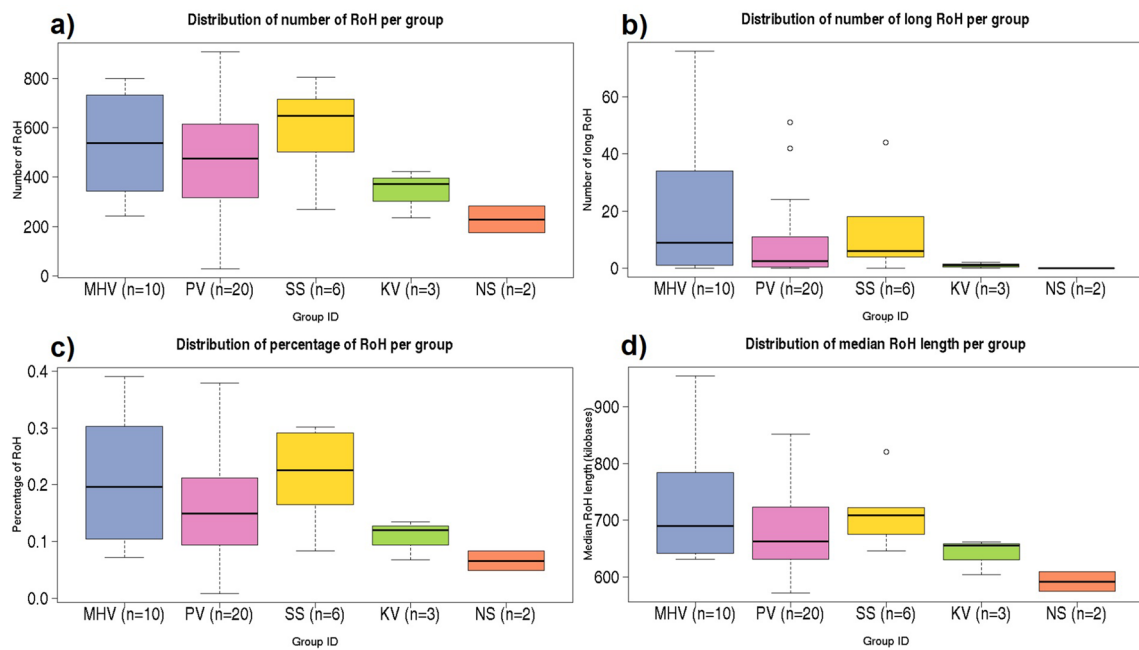 a)
Distribution of number of RoH per group
Number of RoH
800
600
400
200
0
MHV (n=10) PV (n=20) SS (n=6) KV (n=3) NS (n=2)
Group ID
b)
Distribution of number of long RoH per group
Number of long RoH
60
40
20
0
MHV (n=10) PV (n=20) SS (n=6) KV (n=3) NS (n=2)
Group ID
c)
Distribution of percentage of RoH per group
Percentage of RoH
0.4
0.3
0.2
0.1
0.0
MHV (n=10) PV (n=20) SS (n=6) KV (n=3) NS (n=2)
Group ID
d)
Distribution of median RoH length per group
Median RoH length (kilobases)
900
800
700
600
MHV (n=10) PV (n=20) SS (n=6) KV (n=3) NS (n=2)
Group ID